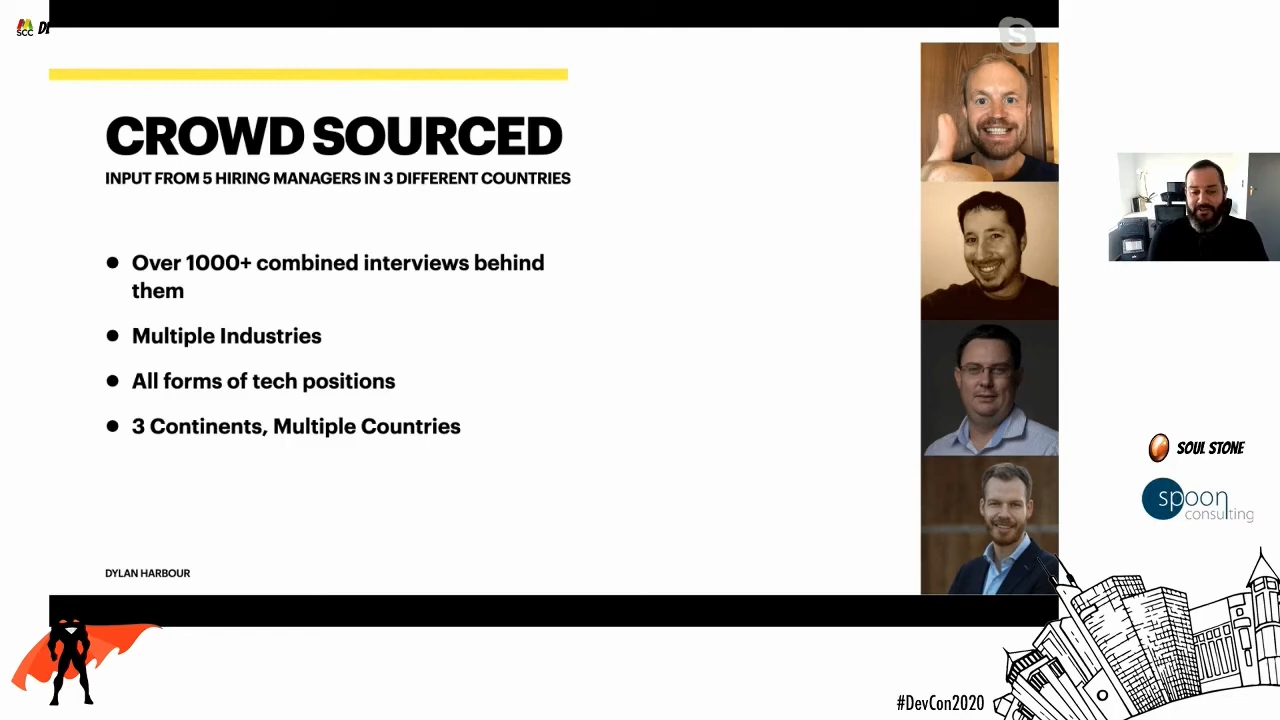 SCC
CROWD SOURCED
INPUT FROM 5 HIRING MANAGERS IN 3 DIFFERENT COUNTRIES
Over 1000+ combined interviews behind
them
Multiple Industries
All forms of tech positions
3 Continents, Multiple Countries
DYLAN HARBOUR
SOUL STONE
spoon
consulting
#DevCon2020